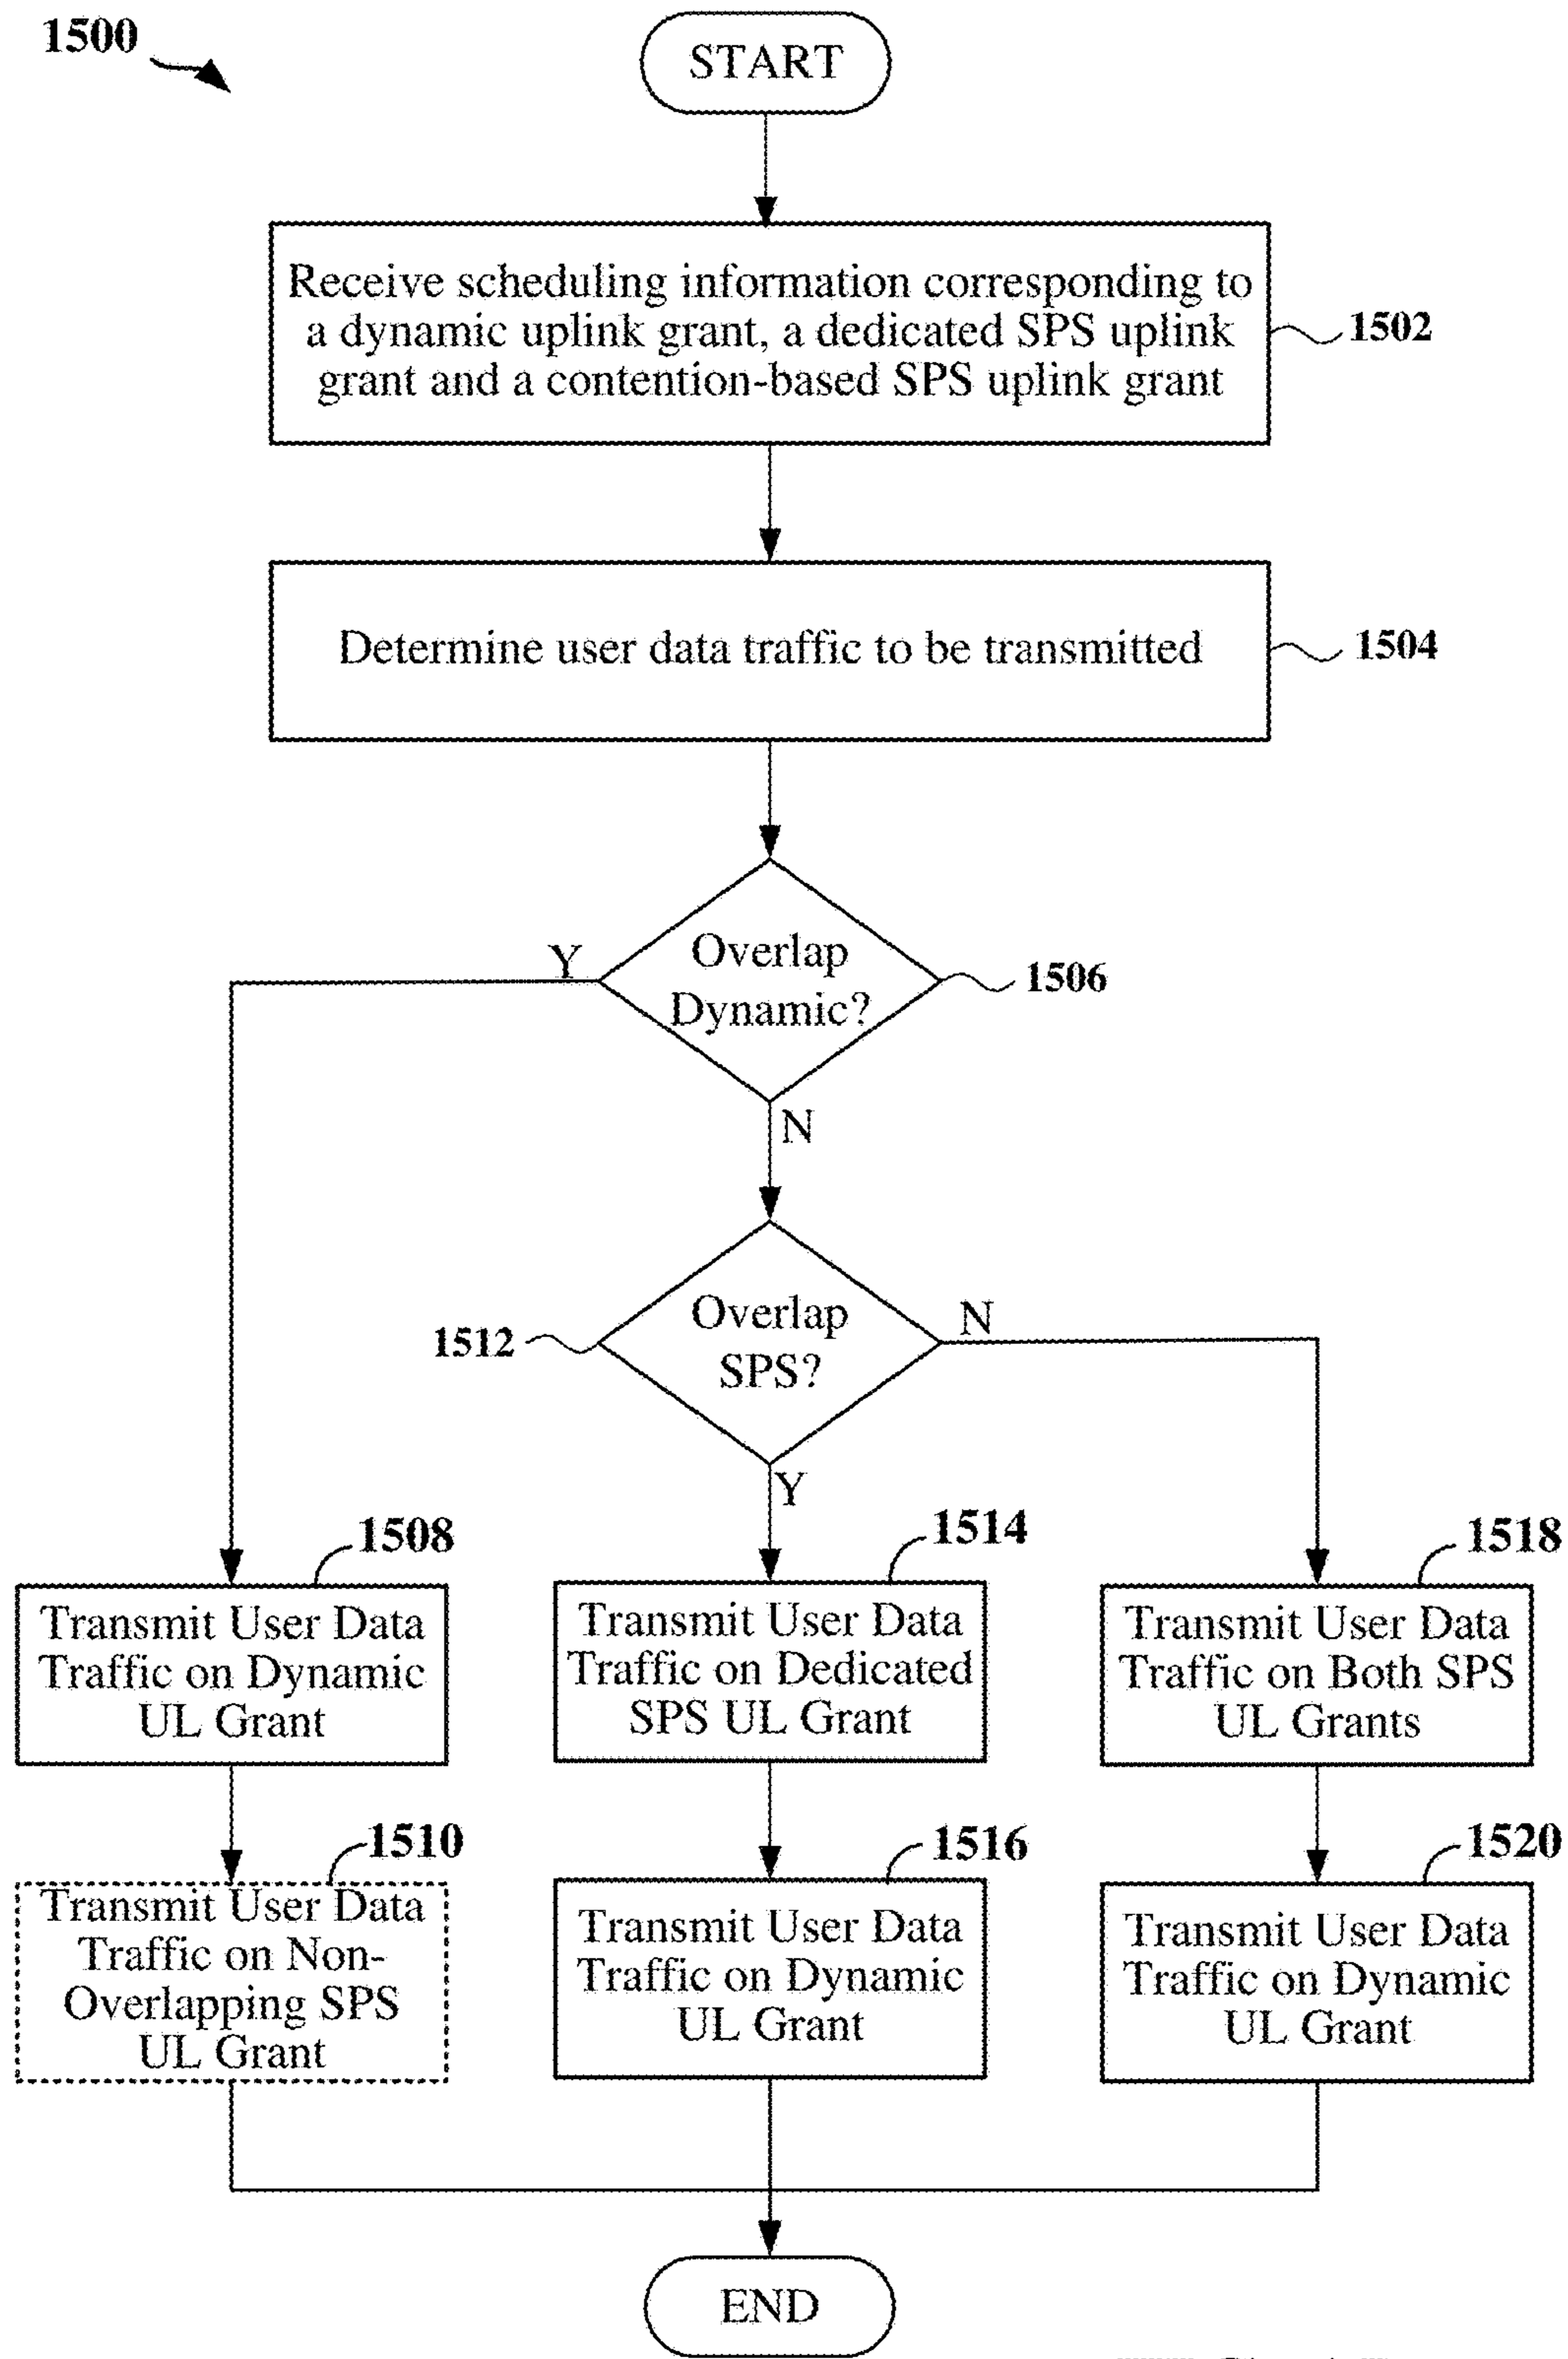 1500
START
Receive scheduling information corresponding to
a dynamic uplink grant, a dedicated SPS uplink
grant and a contention-based SPS uplink grant
1502
Determine user data traffic to be transmitted
1504
Y
Overlap
Dynamic?
1506
N
1512
Overlap
SPS?
N
Y
1508
Transmit User Data
Traffic on Dynamic
UL Grant
1514
Transmit User Data
Traffic on Dedicated
SPS UL Grant
1518
Transmit User Data
Traffic on Both SPS
UL Grants
1510
Transmit User Data
Traffic on Non-
Overlapping SPS
UL Grant
1516
Transmit User Data
Traffic on Dynamic
UL Grant
1520
Transmit User Data
Traffic on Dynamic
UL Grant
END